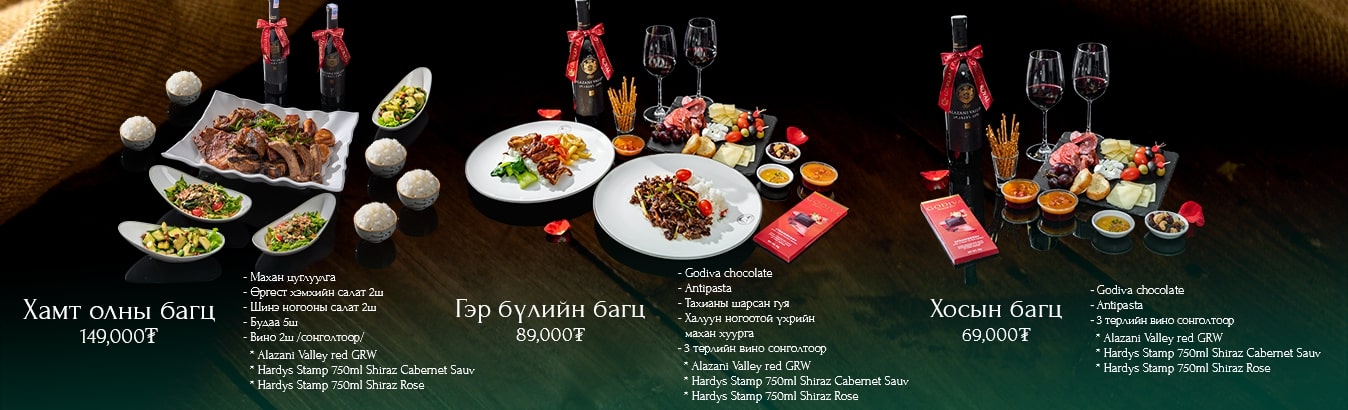 Хамт олны багц
149,000₮
- Махан цуглуулга
- Өргөст хэмхийн салат 2ш
- Шинэ ногооны салат 2ш
- Будаа 5ш
- Вино 2ш /сонголтоор/
* Alazani Valley red GRW
* Hardys Stamp 750ml Shiraz Cabernet Sauv
* Hardys Stamp 750ml Shiraz Rose
Гэр бүлийн багц
89,000₮
- Godiva chocolate
- Antipasta
- Тахианы шарсан гуя
- Халуун ногоотой үхрийн
махан хуурга
- 3 төрлийн вино сонголтоор
* Alazani Valley red GRW
* Hardys Stamp 750ml Shiraz Cabernet Sauv
* Hardys Stamp 750ml Shiraz Rose
Хосын багц
69,000₮
- Godiva chocolate
- Antipasta
- 3 төрлийн вино сонголтоор
* Alazani Valley red GRW
* Hardys Stamp 750ml Shiraz Cabernet Sauv
* Hardys Stamp 750ml Shiraz Rose
ALAZANI VALLEY
ALAZANI VALLEY
GODIVA